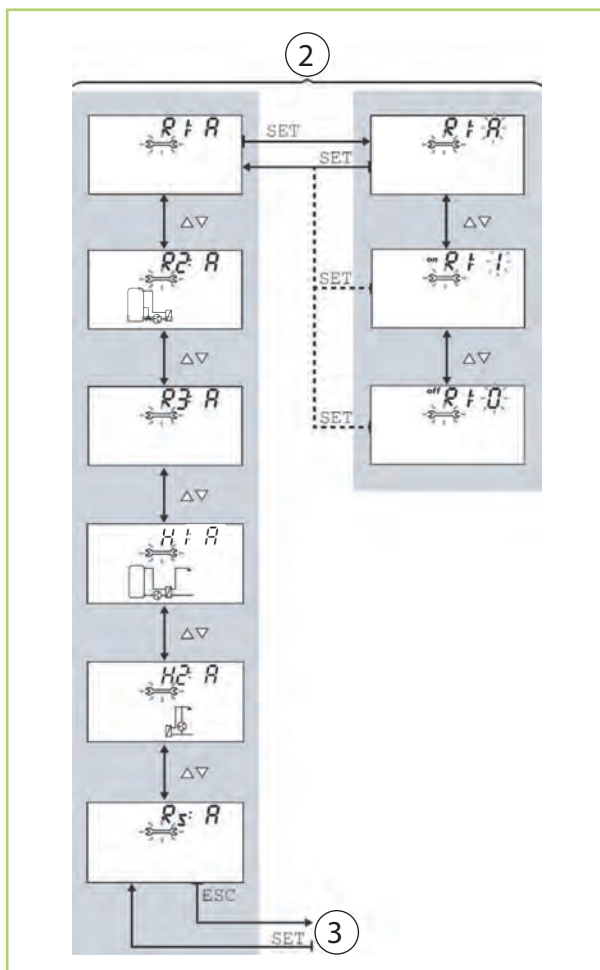 2
R1: A
SET
R1: A
SET
△▽
△▽
R2: A
SET
on R1: 1
△▽
△▽
R3: A
SET
off R1: 0
△▽
H1: A
△▽
H2: A
△▽
Rs: A
ESC
SET
3